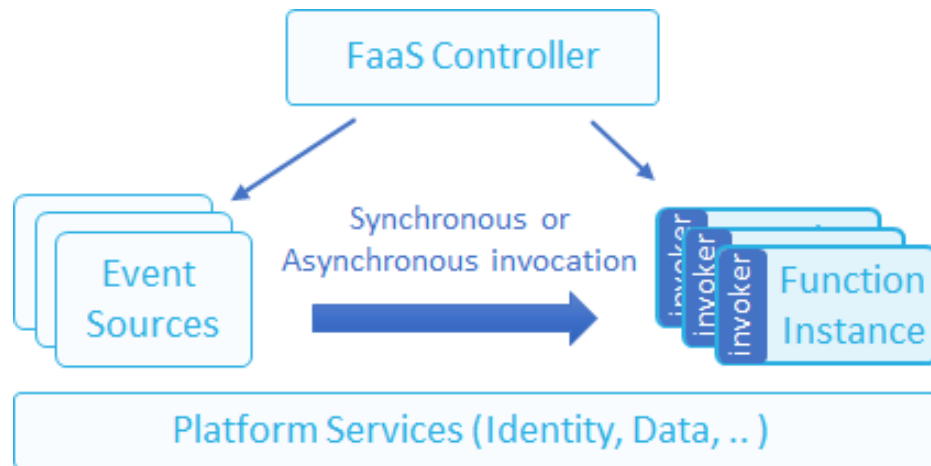 FaaS Controller
Synchronous or
Asynchronous invocation
Event
Sources
invoker
invoker
invoker
Function
Instance
Platform Services (Identity, Data, .. )